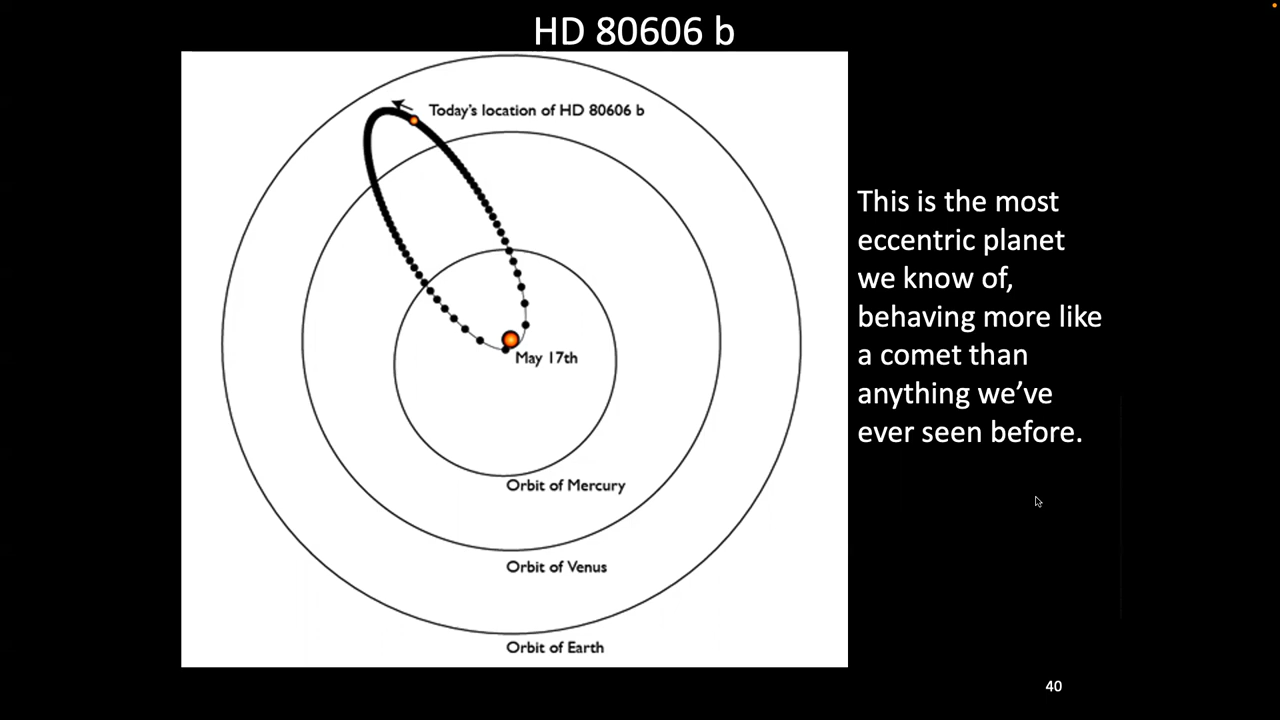 HD 80606 b
Today's location of HD 80606 b
May 17th
Orbit of Mercury
Orbit of Venus
Orbit of Earth
This is the most
eccentric planet
we know of,
behaving more like
a comet than
anything we've
ever seen before.
40